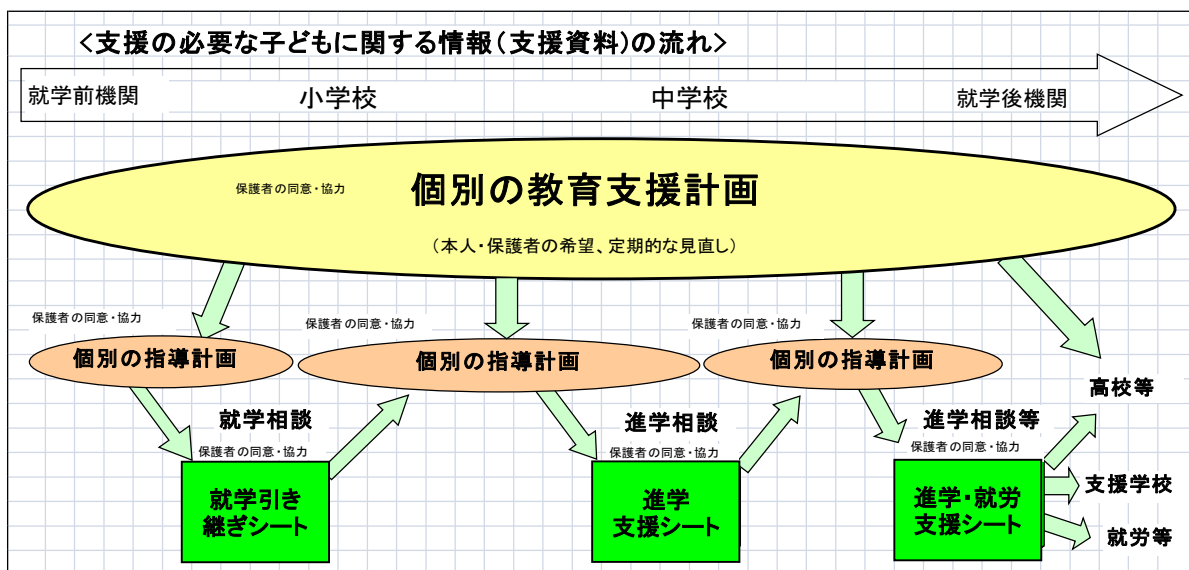 <支援の必要な子どもに関する情報(支援資料)の流れ>
就学前機関
小学校
中学校
就学後機関
保護者の同意・協力
個別の教育支援計画
(本人・保護者の希望、定期的な見直し)
保護者の同意・協力
保護者の同意・協力
保護者の同意・協力
個別の指導計画
個別の指導計画
個別の指導計画
高校等
就学相談
進学相談
進学相談等
保護者の同意・協力
保護者の同意・協力
保護者の同意・協力
就学引き
継ぎシート
進学
支援シート
進学・就労
支援シート
支援学校
就労等